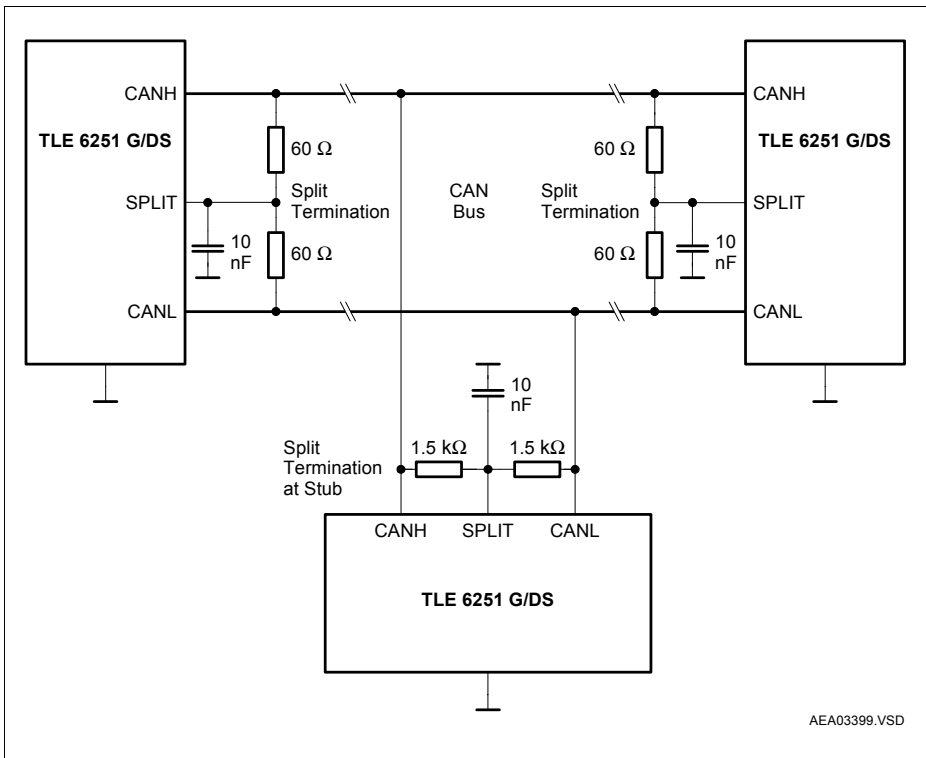 CANH
TLE 6251 G/DS
SPLIT
CANL
60 Ω
Split
Termination
60 Ω
10
nF
CAN
Bus
60 Ω
Split
Termination
60 Ω
10
nF
CANH
TLE 6251 G/DS
SPLIT
CANL
10
nF
Split
Termination
at Stub
1.5 kΩ
1.5 kΩ
CANH
SPLIT
CANL
TLE 6251 G/DS
AEA03399.VSD